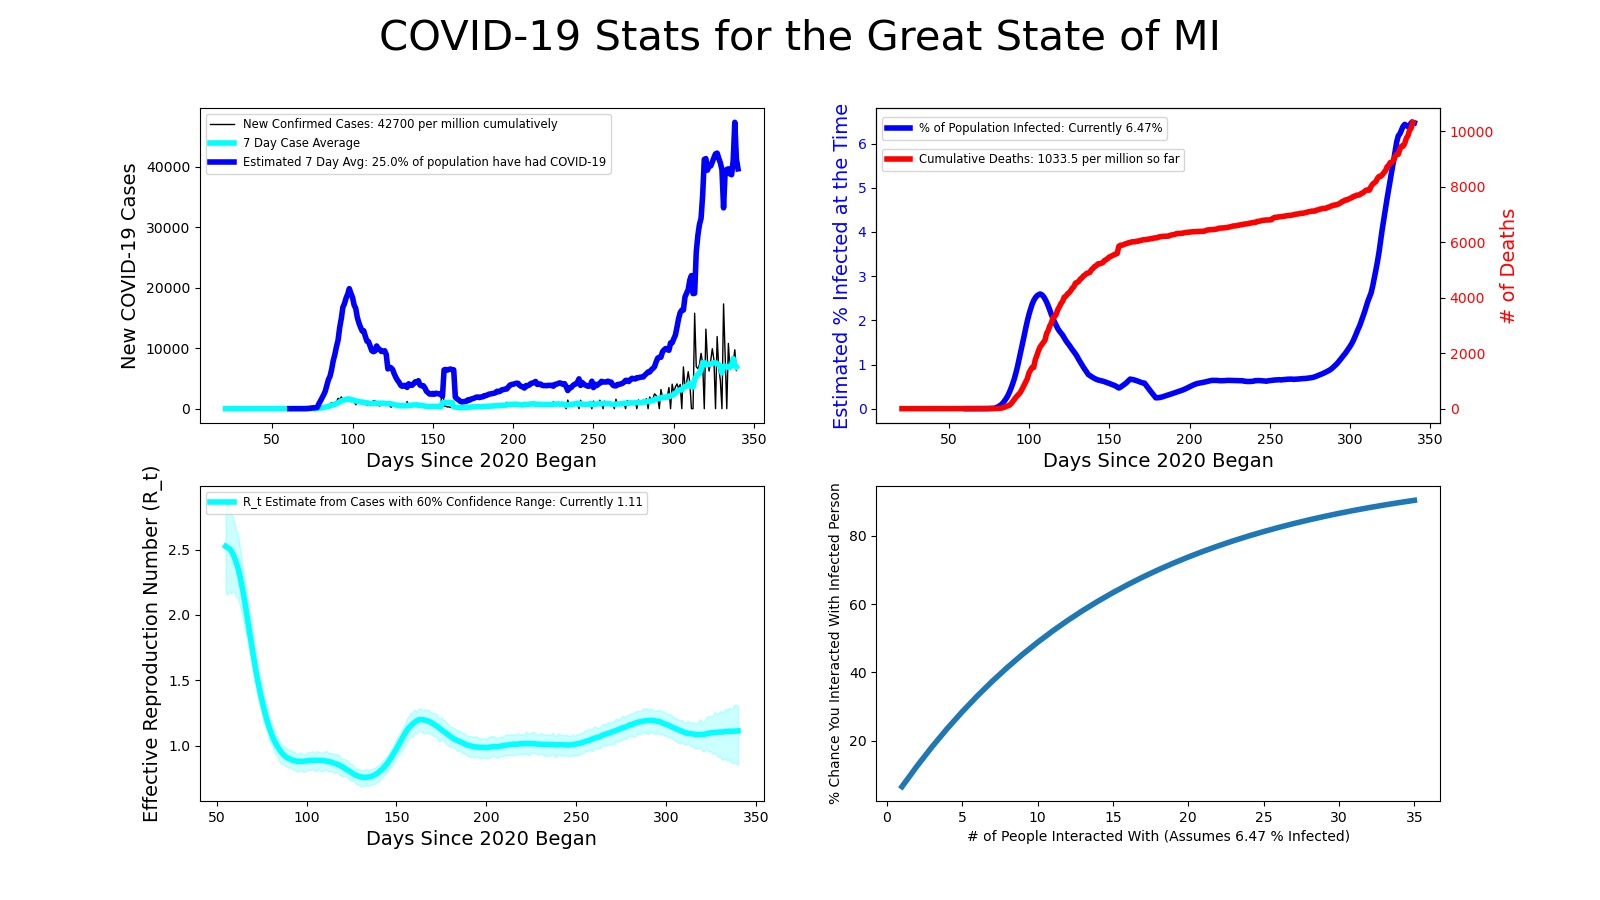 COVID-19 Stats for the Great State of MI
New COVID-19 Cases
40000
30000
20000
10000
0
New Confirmed Cases: 42700 per million cumulatively
7 Day Case Average
Estimated 7 Day Avg: 25.0% of population have had COVID-19
50 100 150 200 250 300 350
Days Since 2020 Began
Estimated % Infected at the Time
6
5
4
3
2
1
0
% of Population Infected: Currently 6.47%
Cumulative Deaths: 1033.5 per million so far
10000
8000
6000
4000
2000
0
# of Deaths
50 100 150 200 250 300 350
Days Since 2020 Began
Effective Reproduction Number (R_t)
2.5
2.0
1.5
1.0
R_t Estimate from Cases with 60% Confidence Range: Currently 1.11
50 100 150 200 250 300 350
Days Since 2020 Began
% Chance You Interacted With Infected Person
80
60
40
20
0 5 10 15 20 25 30 35
# of People Interacted With (Assumes 6.47 % Infected)